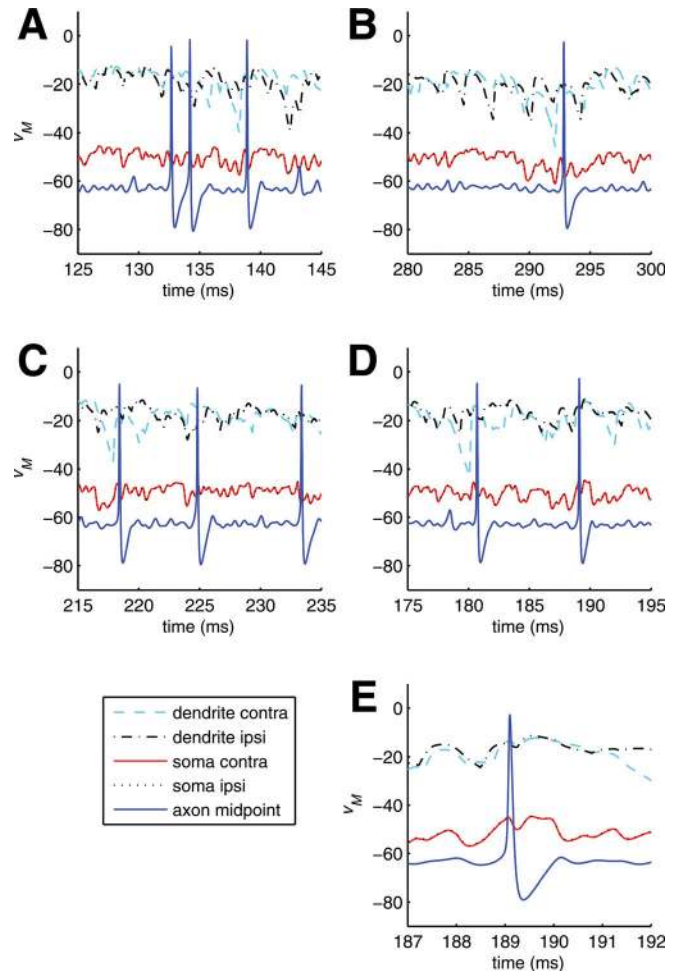 A
B
0
−20
−40
−60
−80
v_M
125 130 135 140 145
time (ms)
0
−20
−40
−60
−80
280 285 290 295 300
time (ms)
C
D
0
−20
−40
−60
−80
v_M
215 220 225 230 235
time (ms)
0
−20
−40
−60
−80
175 180 185 190 195
time (ms)
dendrite contra
dendrite ipsi
soma contra
soma ipsi
axon midpoint
E
0
−20
−40
−60
−80
v_M
187 188 189 190 191 192
time (ms)